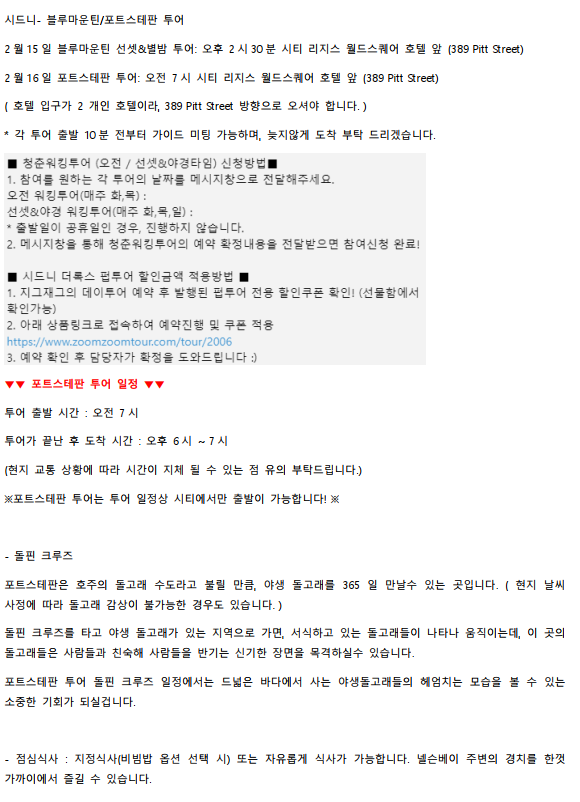 시드니- 블루마운틴/포트스테판 투어
2월15일 블루마운틴 선셋&별밤 투어: 오후 2시30분 시티 리지스 월드스퀘어 호텔 앞 (389 Pitt Street)
2월16일 포트스테판 투어: 오전 7시 시티 리지스 월드스퀘어 호텔 앞 (389 Pitt Street)
( 호텔 입구가 2 개인 호텔이라, 389 Pitt Street 방향으로 오셔야 합니다. )
* 각 투어 출발 10분 전부터 가이드 미팅 가능하며, 늦지않게 도착 부탁 드리겠습니다.
■ 청춘워킹투어 (오전 / 선셋&야경타임) 신청방법■
1. 참여를 원하는 각 투어의 날짜를 메시지창으로 전달해주세요.
오전 워킹투어(매주 화,목) :
선셋&야경 워킹투어(매주 화,목,일) :
* 출발일이 공휴일인 경우, 진행하지 않습니다.
2. 메시지창을 통해 청춘워킹투어의 예약 확정내용을 전달받으면 참여신청 완료!
■ 시드니 더록스 펍투어 할인금액 적용방법 ■
1. 지그재그의 데이투어 예약 후 발행된 펍투어 전용 할인쿠폰 확인! (선물함에서
확인가능)
2. 아래 상품링크로 접속하여 예약진행 및 쿠폰 적용
https://www.zoomzoomtour.com/tour/2006
3. 예약 확인 후 담당자가 확정을 도와드립니다 :)
▼▼ 포트스테판 투어 일정 ▼▼
투어 출발 시간 : 오전 7시
투어가 끝난 후 도착 시간 : 오후 6시 ~ 7시
(현지 교통 상황에 따라 시간이 지체 될 수 있는 점 유의 부탁드립니다.)
※포트스테판 투어는 투어 일정상 시티에서만 출발이 가능합니다! ※
- 돌핀 크루즈
포트스테판은 호주의 돌고래 수도라고 불릴 만큼, 야생 돌고래를 365 일 만날수 있는 곳입니다. ( 현지 날씨
사정에 따라 돌고래 감상이 불가능한 경우도 있습니다. )
돌핀 크루즈를 타고 야생 돌고래가 있는 지역으로 가면, 서식하고 있는 돌고래들이 나타나 움직이는데, 이 곳의
돌고래들은 사람들과 친숙해 사람들을 반기는 신기한 장면을 목격하실수 있습니다.
포트스테판 투어 돌핀 크루즈 일정에서는 드넓은 바다에서 사는 야생돌고래들의 헤엄치는 모습을 볼 수 있는
소중한 기회가 되실겁니다.
- 점심식사 : 지정식사(비빔밥 옵션 선택 시) 또는 자유롭게 식사가 가능합니다. 넬슨베이 주변의 경치를 한껏
가까이에서 즐길 수 있습니다.